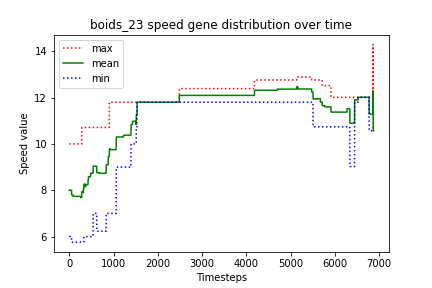 boids_23 speed gene distribution over time
max
mean
min
Speed value
14
12
10
8
6
0 1000 2000 3000 4000 5000 6000 7000
Timesteps